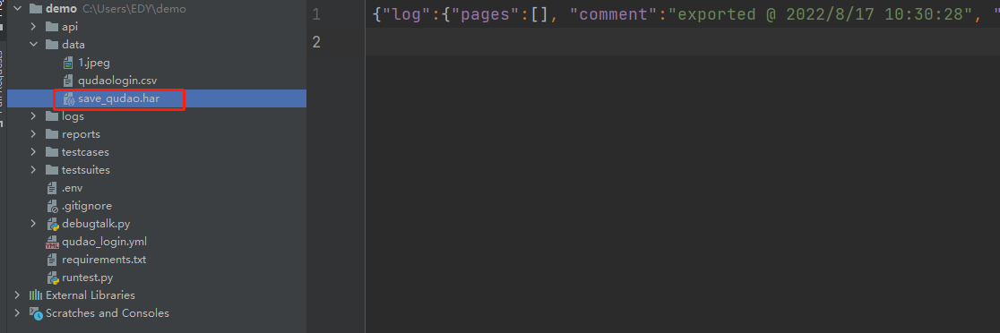 demo C:\Users\EDY\demo
api
data
1.jpeg
qudaologin.csv
save_qudao.har
logs
reports
testcases
testsuites
.env
.gitignore
debugtalk.py
qudao_login.yml
requirements.txt
runtest.py
External Libraries
Scratches and Consoles
1 {"log":{"pages":[], "comment":"exported @ 2022/8/17 10:30:28", "
2